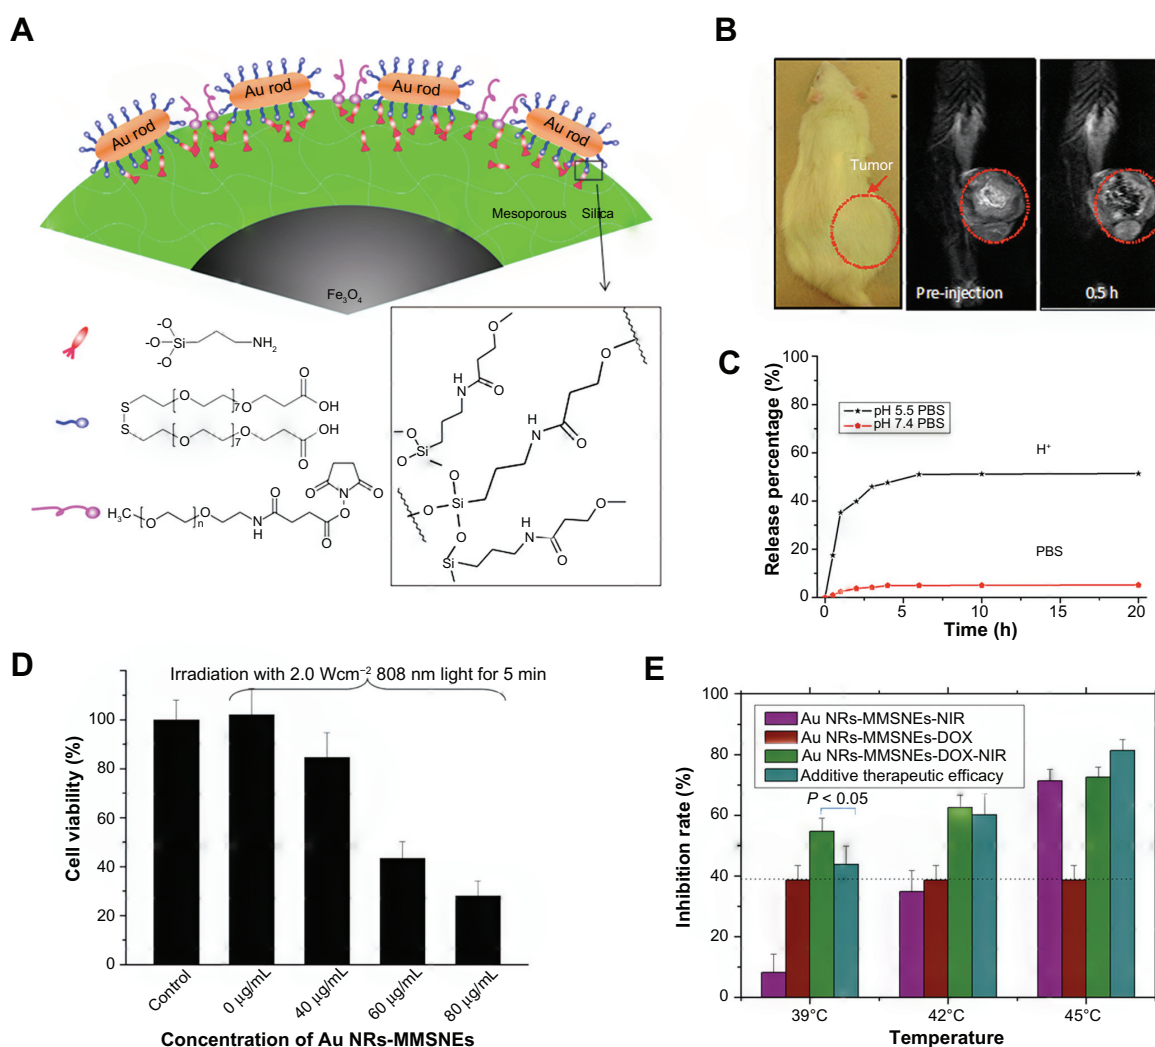 A
Au rod
Au rod
Au rod
Au rod
Mesoporous Silica
Fe3O4
-O
-O
-O
Si
NH2
S
S
O
O
7
O
O
OH
O
O
7
O
O
OH
H3C
O
n
O
N
H
O
O
O
O
N
O
O
O
H
N
O
O
H
N
O
O
Si
O
O
Si
O
O
Si
H
N
O
O
B
Tumor
Pre-injection
0.5 h
C
Release percentage (%)
100
80
60
40
20
0
pH 5.5 PBS
pH 7.4 PBS
H+
PBS
0 5 10 15 20
Time (h)
D
Irradiation with 2.0 Wcm−2 808 nm light for 5 min
Cell viability (%)
100
80
60
40
20
0
Control
0 µg/mL
40 µg/mL
60 µg/mL
80 µg/mL
Concentration of Au NRs-MMSNEs
E
Inhibition rate (%)
100
80
60
40
20
0
Au NRs-MMSNEs-NIR
Au NRs-MMSNEs-DOX
Au NRs-MMSNEs-DOX-NIR
Additive therapeutic efficacy
P < 0.05
39°C 42°C 45°C
Temperature